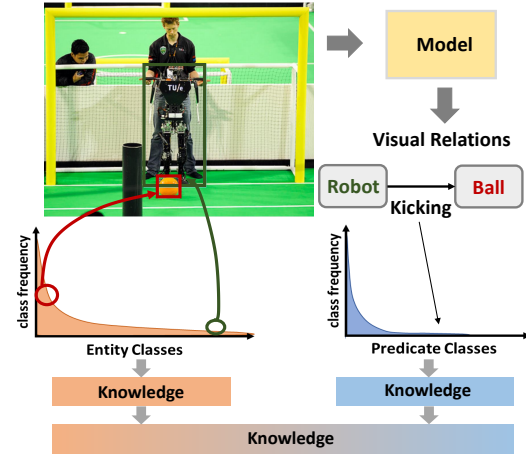 Model
TU/e
Visual Relations
Robot
Ball
Kicking
class frequency
class frequency
Entity Classes
Predicate Classes
Knowledge
Knowledge
Knowledge